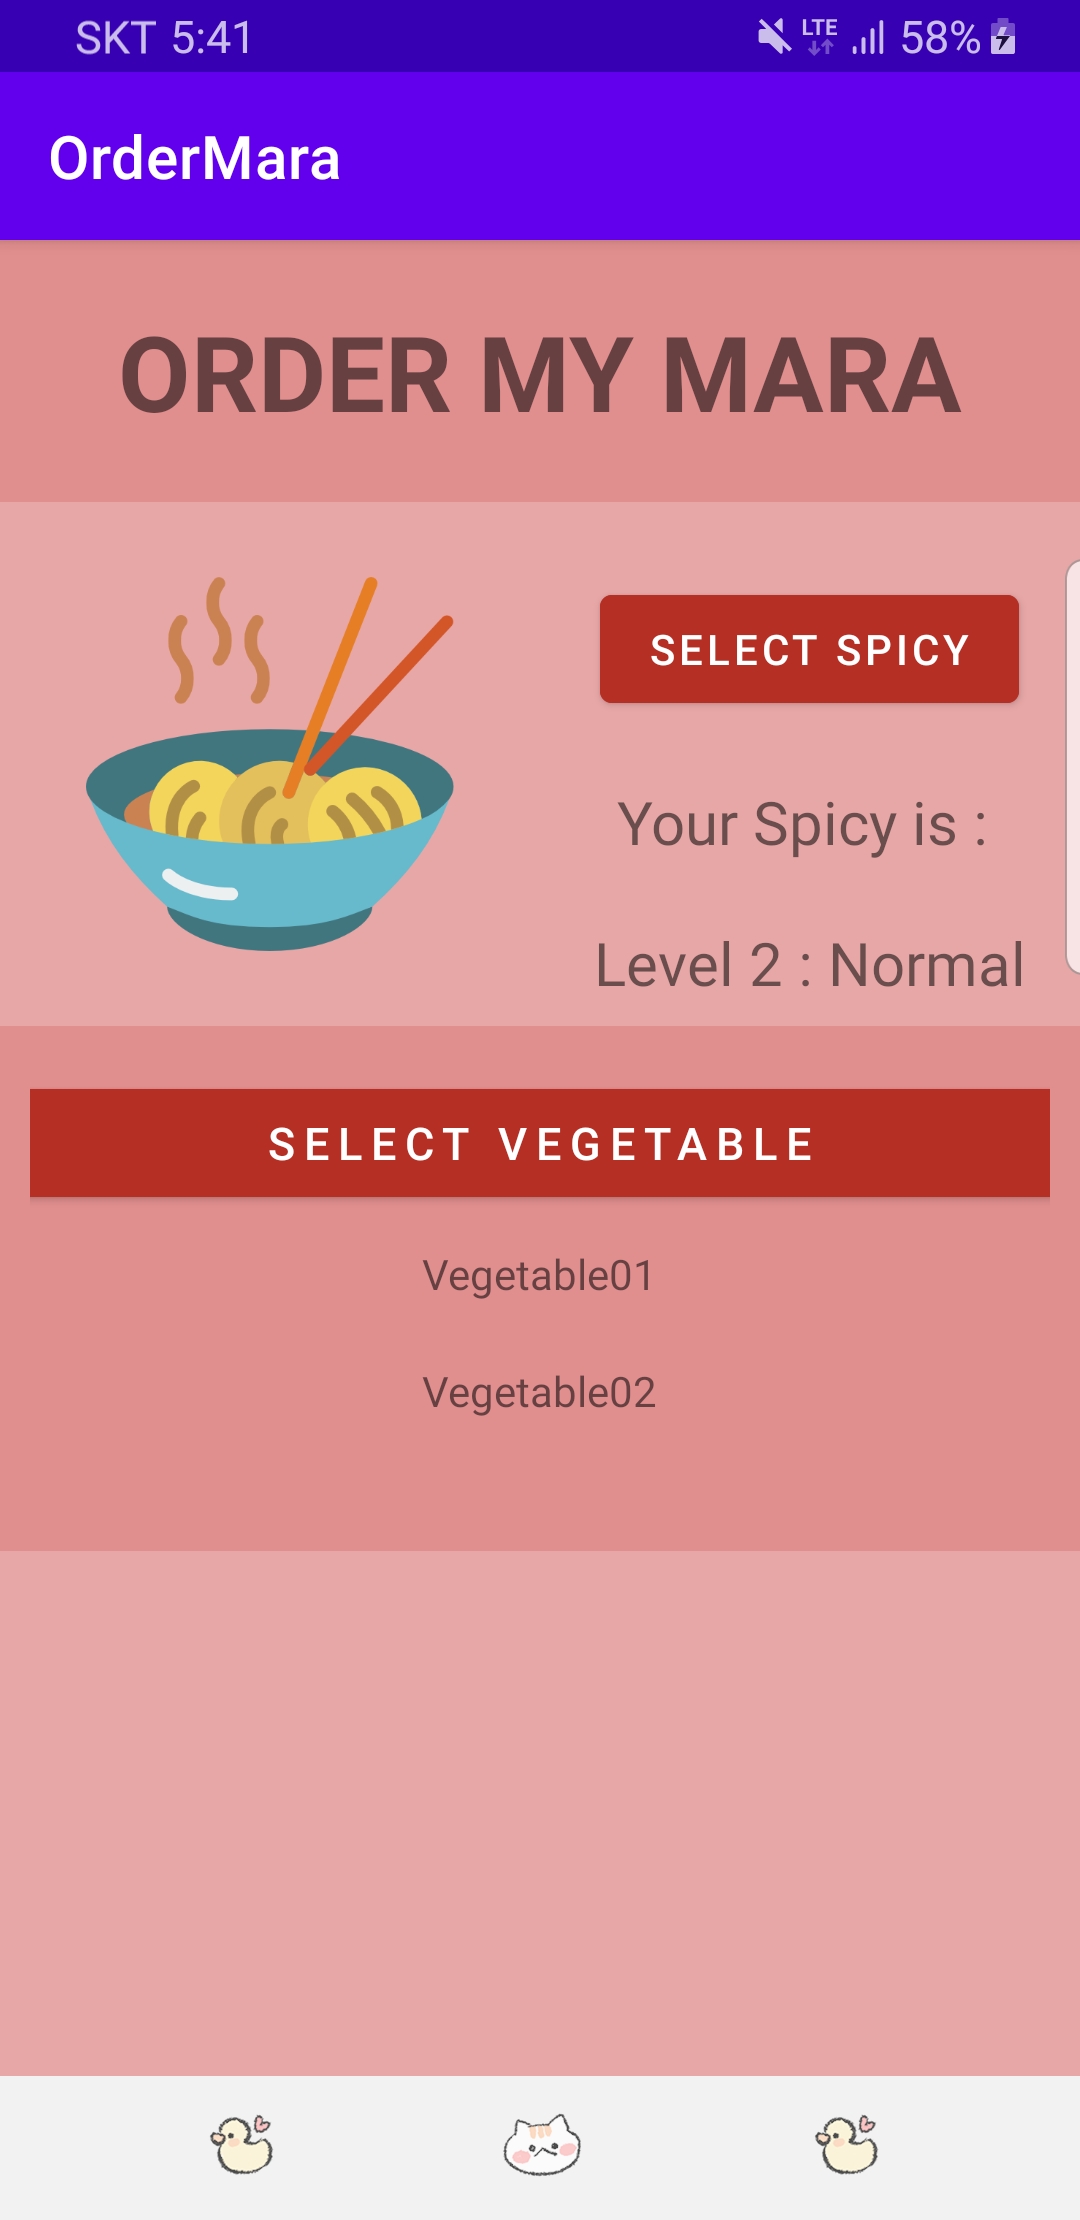 SKT 5:41 LTE 58%
OrderMara
ORDER MY MARA
SELECT SPICY
Your Spicy is :
Level 2 : Normal
SELECT VEGETABLE
Vegetable01
Vegetable02